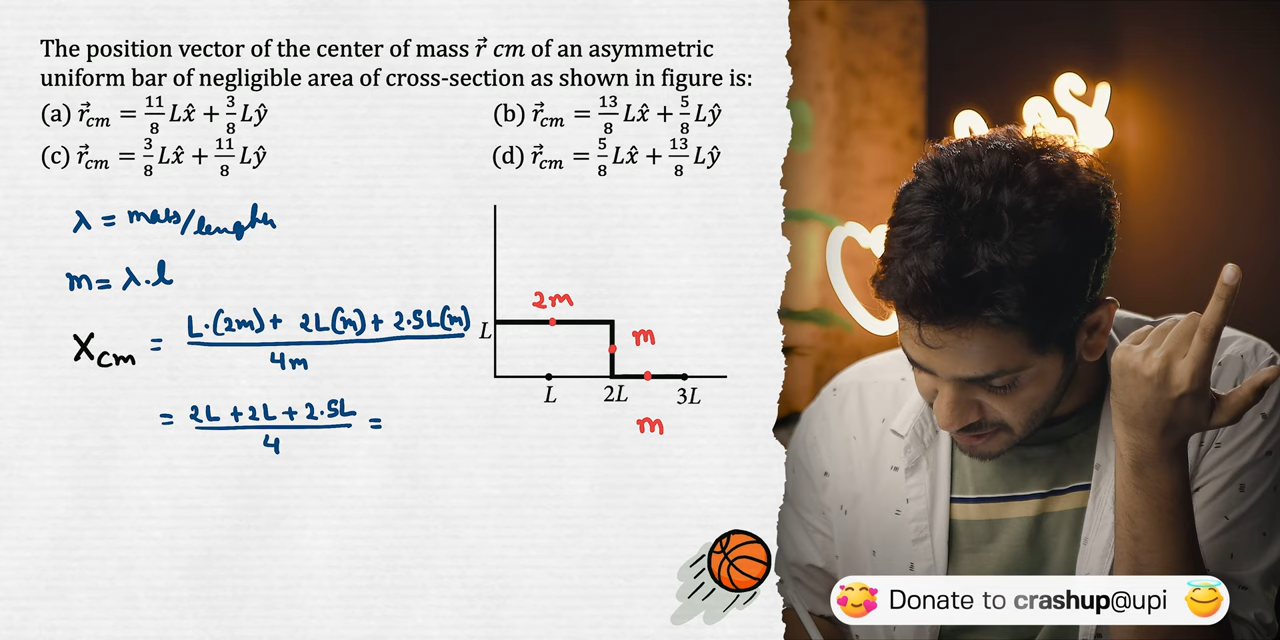 The position vector of the center of mass r⃗ cm of an asymmetric
uniform bar of negligible area of cross-section as shown in figure is:
(a) r⃗cm = 11/8 Lx̂ + 3/8 Lŷ (b) r⃗cm = 13/8 Lx̂ + 5/8 Lŷ
(c) r⃗cm = 3/8 Lx̂ + 11/8 Lŷ (d) r⃗cm = 5/8 Lx̂ + 13/8 Lŷ
λ = mass/length
m = λ.l
Xcm = L.(2m) + 2L(m) + 2.5L(m) / 4m
= 2L + 2L + 2.5L / 4 =
2m
L
m
L 2L 3L
m
Donate to crashup@upi